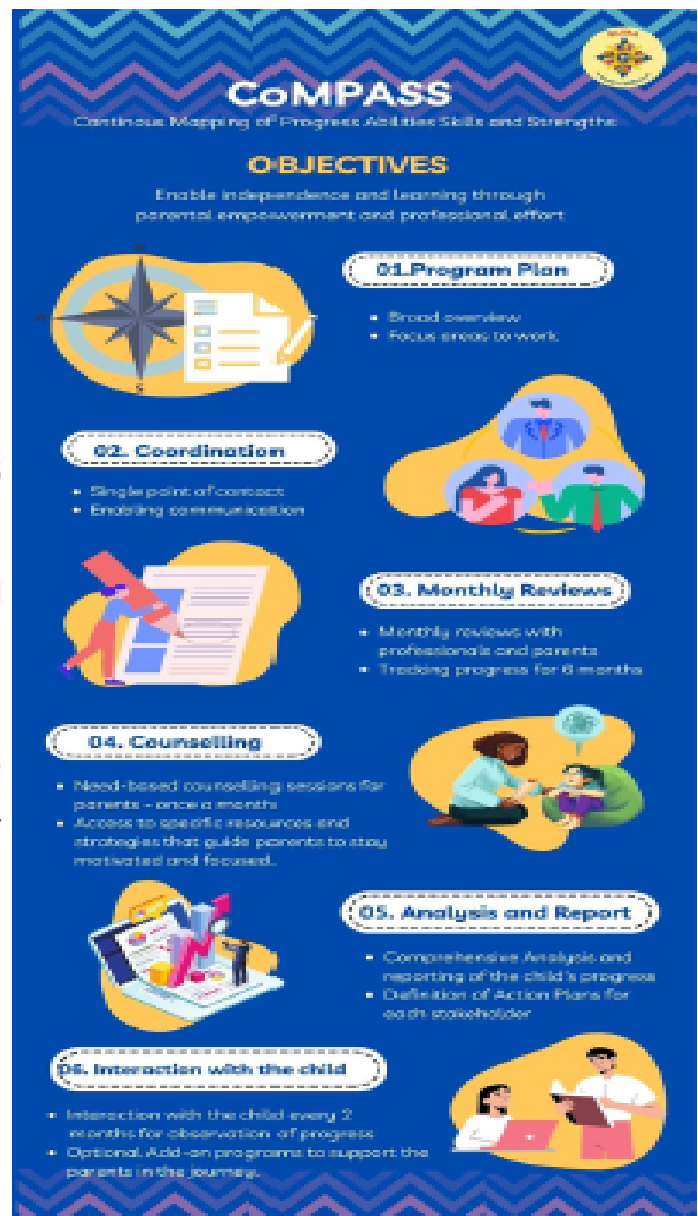 CoMPASS
Continous Mapping of Progress Abilities Skills and Strengths
OBJECTIVES
Enable independence and learning through
parental empowerment and professional effort
01.Program Plan
• Broad overview
• Focus areas to work
02. Coordination
• Single point of contact
• Enabling communication
03. Monthly Reviews
• Monthly reviews with
professionals and parents
• Tracking progress for 6 months
04. Counselling
• Need-based counselling sessions for
parents - once a month
• Access to specific resources and
strategies that guide parents to stay
motivated and focused.
05. Analysis and Report
• Comprehensive Analysis and
reporting of the child's progress
• Definition of Action Plans for
each stakeholder
06. Interaction with the child
• Interaction with the child every 2
months for observation of progress
• Optional Add-on programs to support the
parents in the journey.
S